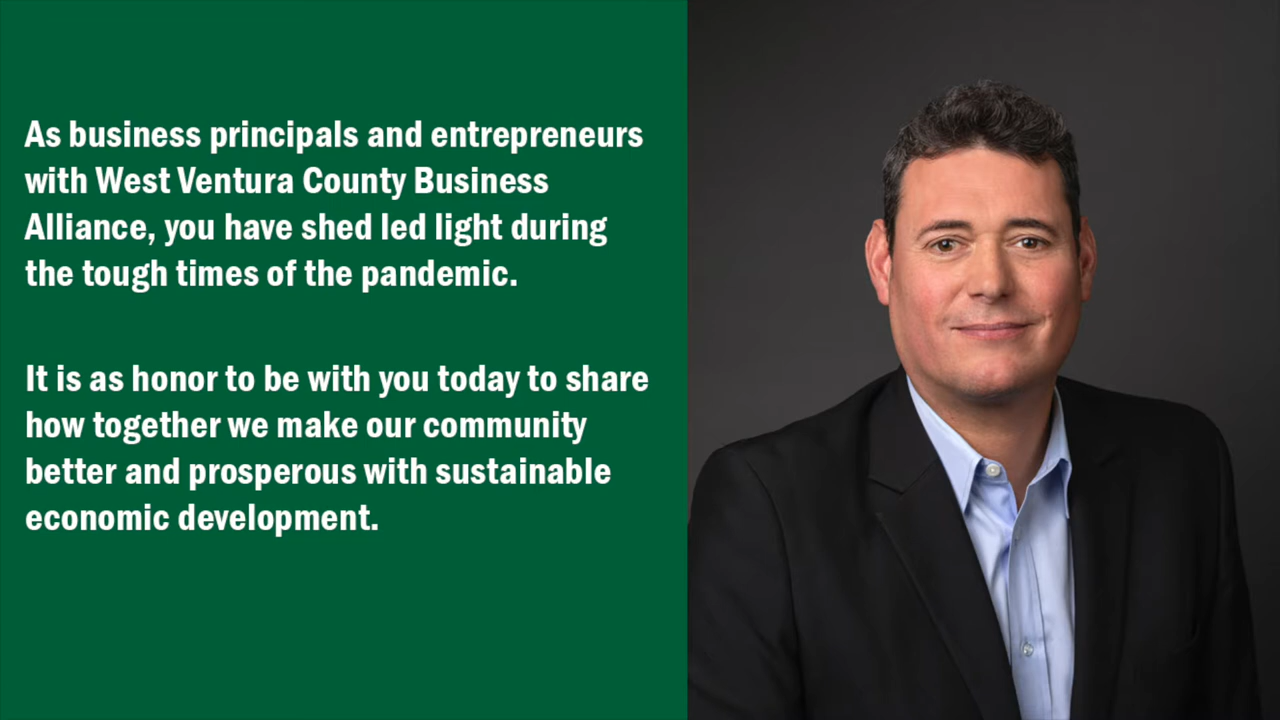 As business principals and entrepreneurs
with West Ventura County Business
Alliance, you have shed led light during
the tough times of the pandemic.
It is as honor to be with you today to share
how together we make our community
better and prosperous with sustainable
economic development.